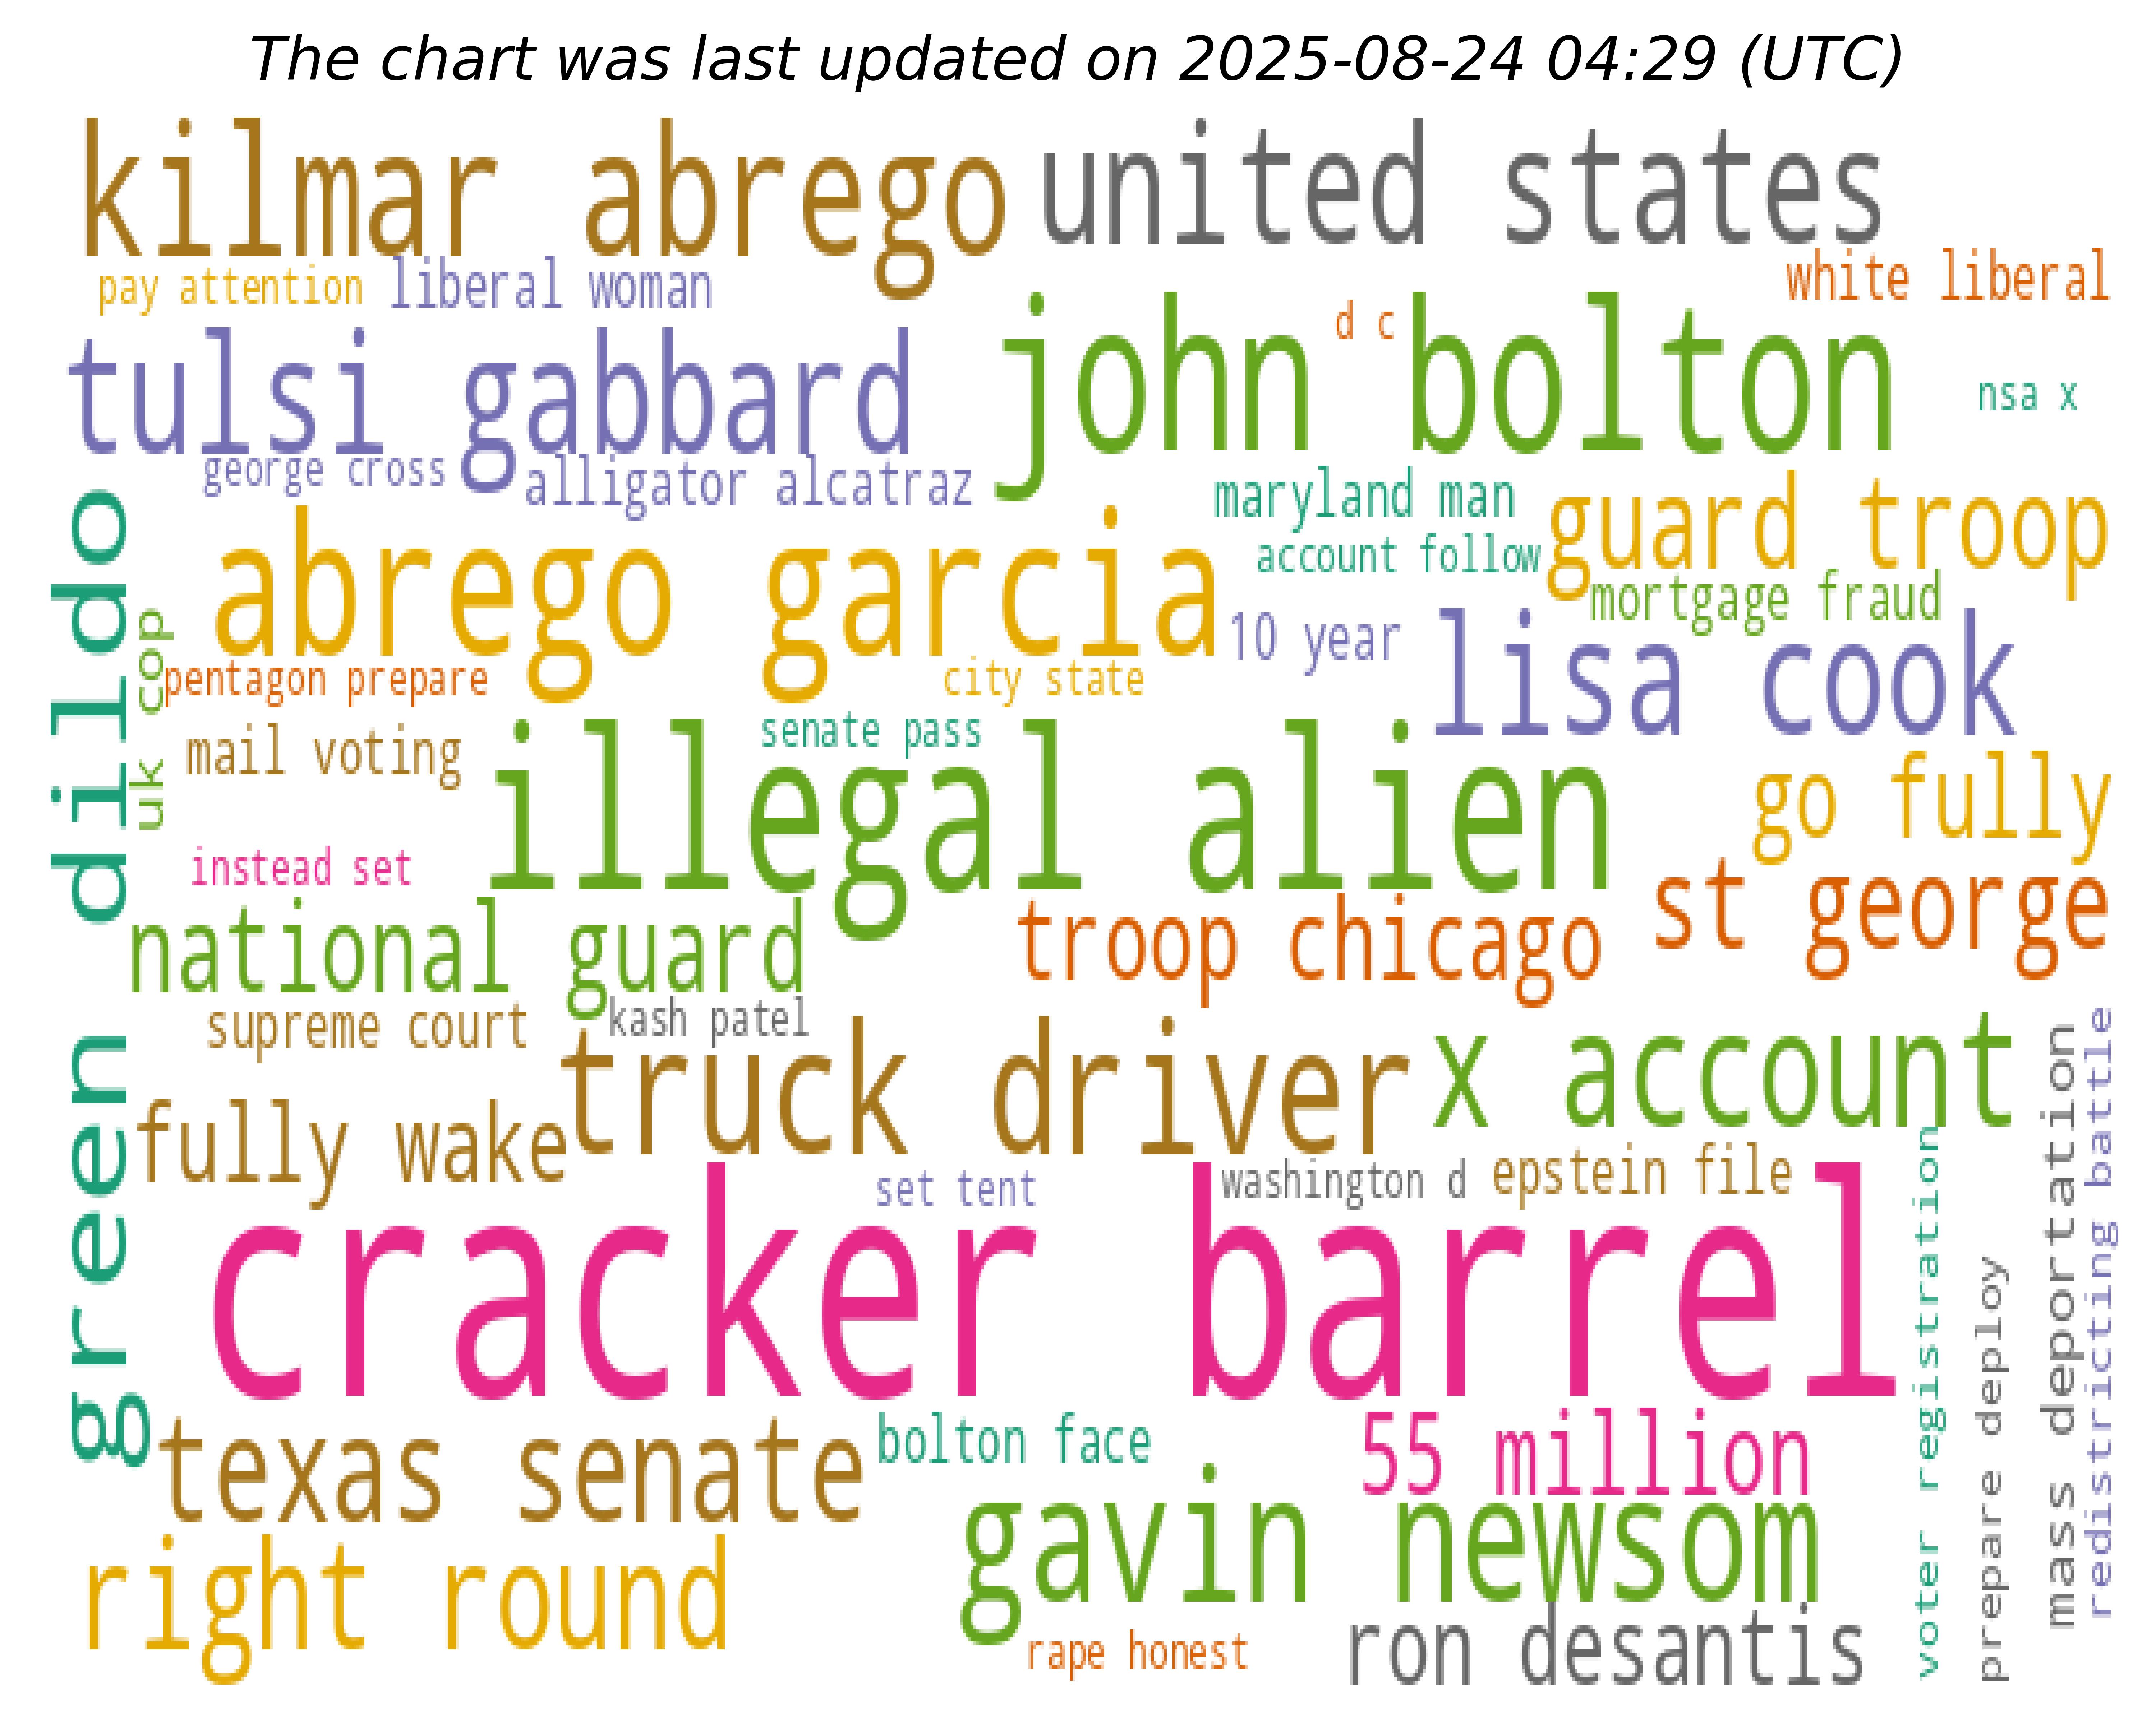 The chart was last updated on 2025-08-24 04:29 (UTC)
kilmar abrego
united states
pay attention
liberal woman
white liberal
tulsi gabbard
john bolton
d c
nsa x
george cross
alligator alcatraz
maryland man
guard troop
green dildo
abrego garcia
account follow
mortgage fraud
uk cop
10 year
lisa cook
pentagon prepare
city state
mail voting
senate pass
illegal alien
go fully
instead set
st george
national guard
troop chicago
supreme court
kash patel
truck driver
x account
fully wake
set tent
washington d
epstein file
cracker barrel
voter registration
prepare deploy
mass deportation
redistricting battle
texas senate
bolton face
55 million
gavin newsom
right round
rape honest
ron desantis